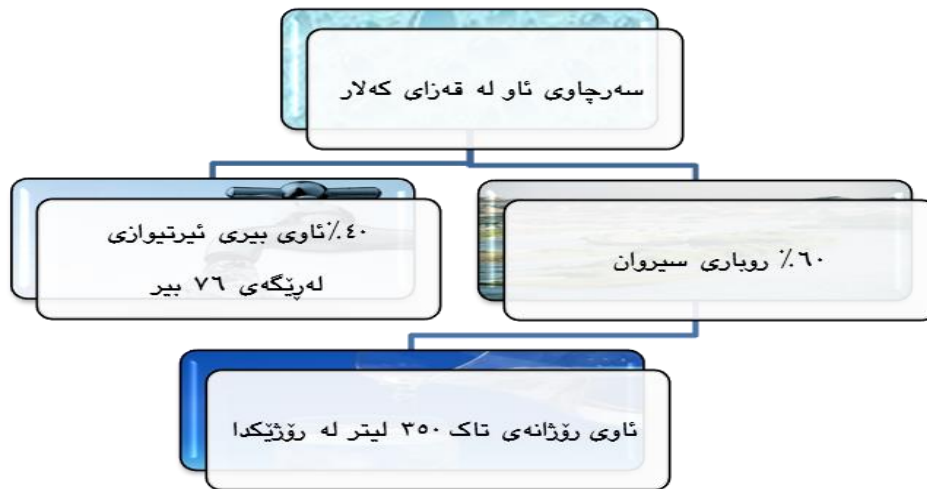 سەرچاوی ئاو لە قەزای کەلار
٦٠٪ روباری سیروان
٤٠٪ئاوی بیری ئیرتیوازی
لەڕێگەی ٧٦ بیر
ئاوی رۆژانەی تاک ٣٥٠ لیتر لە رۆژێکدا